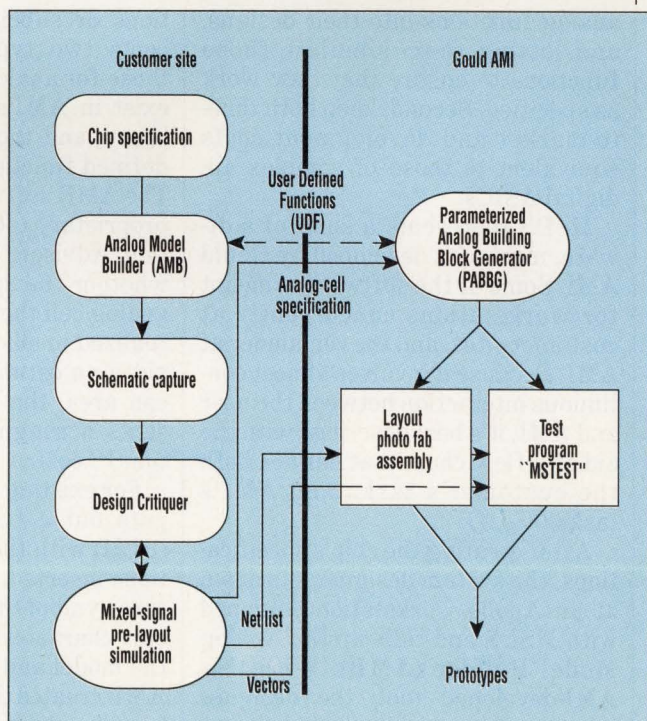 Customer site
Gould AMI
Chip specification
User Defined
Functions
(UDF)
Analog Model
Builder (AMB)
Parameterized
Analog Building
Block Generator
(PABBG)
Analog-cell
specification
Schematic capture
Layout
photo fab
assembly
Test
program
``MSTEST"
Design Critiquer
Mixed-signal
pre-layout
simulation
Net list
Vectors
Prototypes